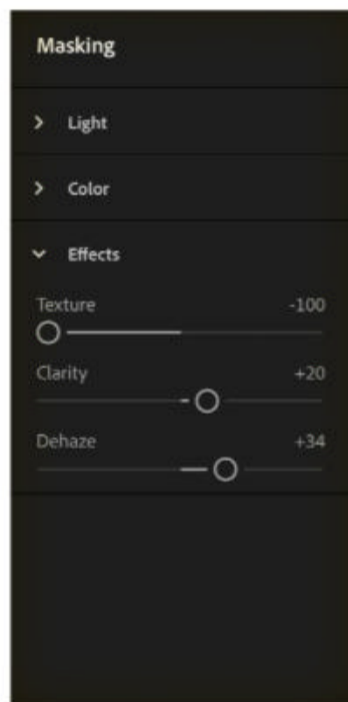 Masking
Light
Color
Effects
Texture -100
Clarity +20
Dehaze +34